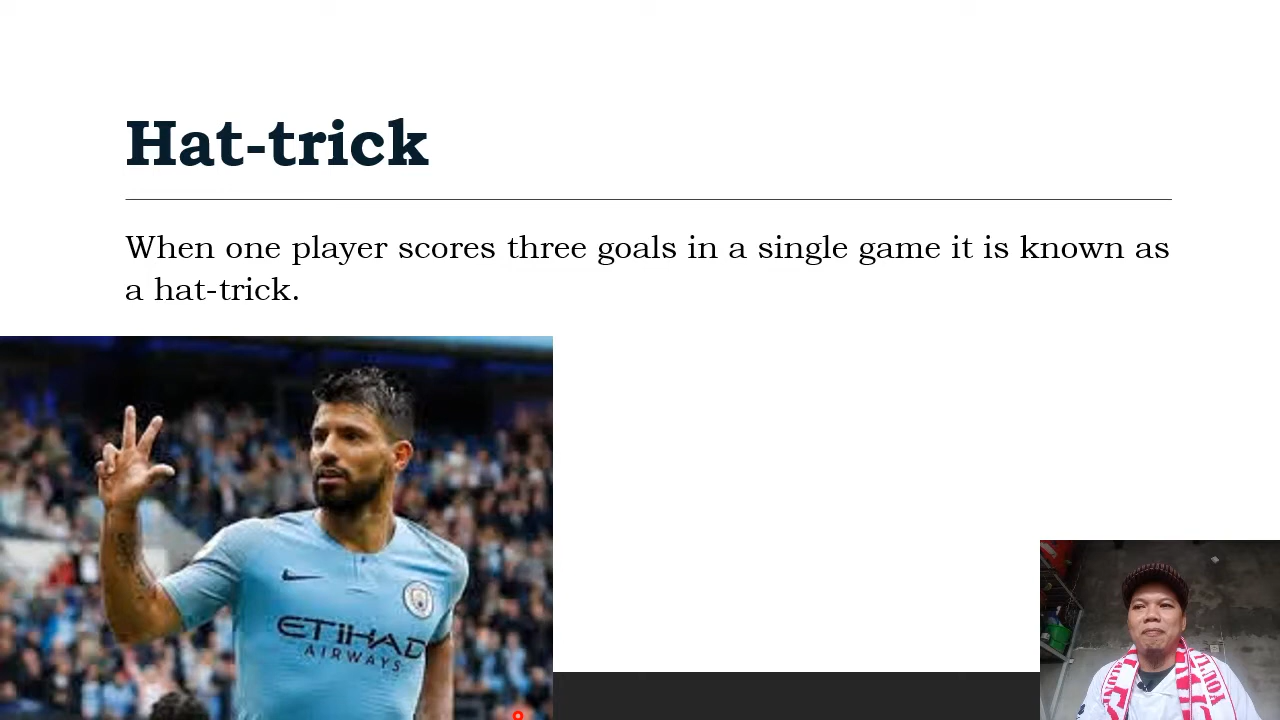 Hat-trick
When one player scores three goals in a single game it is known as
a hat-trick.
ETIHAD
AIRWAYS